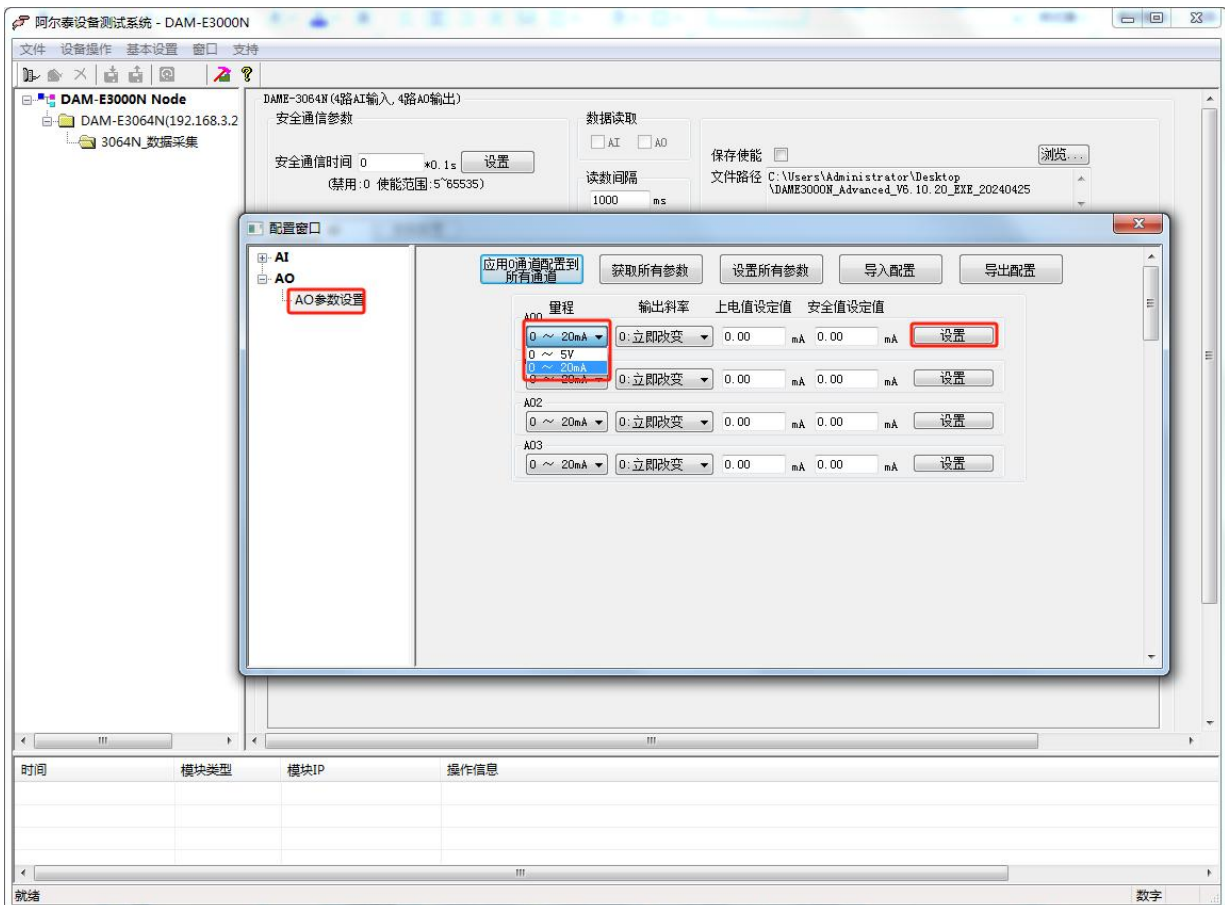 阿尔泰设备测试系统 - DAM-E3000N
文件 设备操作 基本设置 窗口 支持
DAM-E3000N Node
DAM-E3064N(192.168.3.2
3064N_数据采集
DAME-3064N(4路AI输入,4路AO输出)
安全通信参数
安全通信时间 0 *0.1s 设置
(禁用:0 使能范围:5~65535)
数据读取
AI AO
读数间隔
1000 ms
保存使能 浏览...
文件路径 C:\Users\Administrator\Desktop
\DAME3000N_Advanced_V6.10.20_EXE_20240425
配置窗口
AI
AO
AO参数设置
应用0通道配置到
所有通道
获取所有参数 设置所有参数 导入配置 导出配置
量程 输出斜率 上电值设定值 安全值设定值
AO0
0 ～ 20mA 0:立即改变 0.00 mA 0.00 mA 设置
0 ～ 5V
0 ～ 20mA
0 ～ 20mA 0:立即改变 0.00 mA 0.00 mA 设置
AO2
0 ～ 20mA 0:立即改变 0.00 mA 0.00 mA 设置
AO3
0 ～ 20mA 0:立即改变 0.00 mA 0.00 mA 设置
时间 模块类型 模块IP 操作信息
就绪 数字